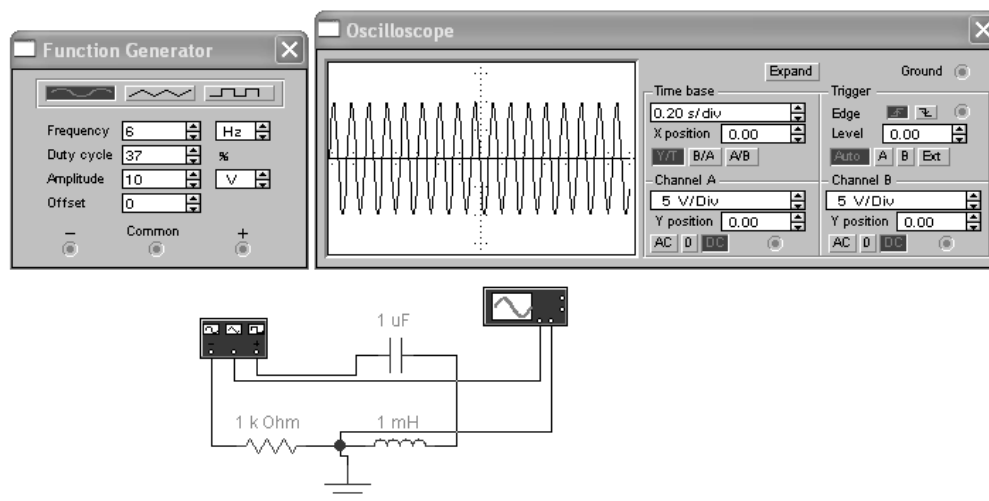 Function Generator
Frequency 6 Hz
Duty cycle 37 %
Amplitude 10 V
Offset 0
− Common +
Oscilloscope
Expand Ground
Time base
0.20 s/div
X position 0.00
Y/T B/A A/B
Trigger
Edge
Level 0.00
Auto A B Ext
Channel A
5 V/Div
Y position 0.00
AC 0 DC
Channel B
5 V/Div
Y position 0.00
AC 0 DC
1 uF
1 k Ohm
1 mH